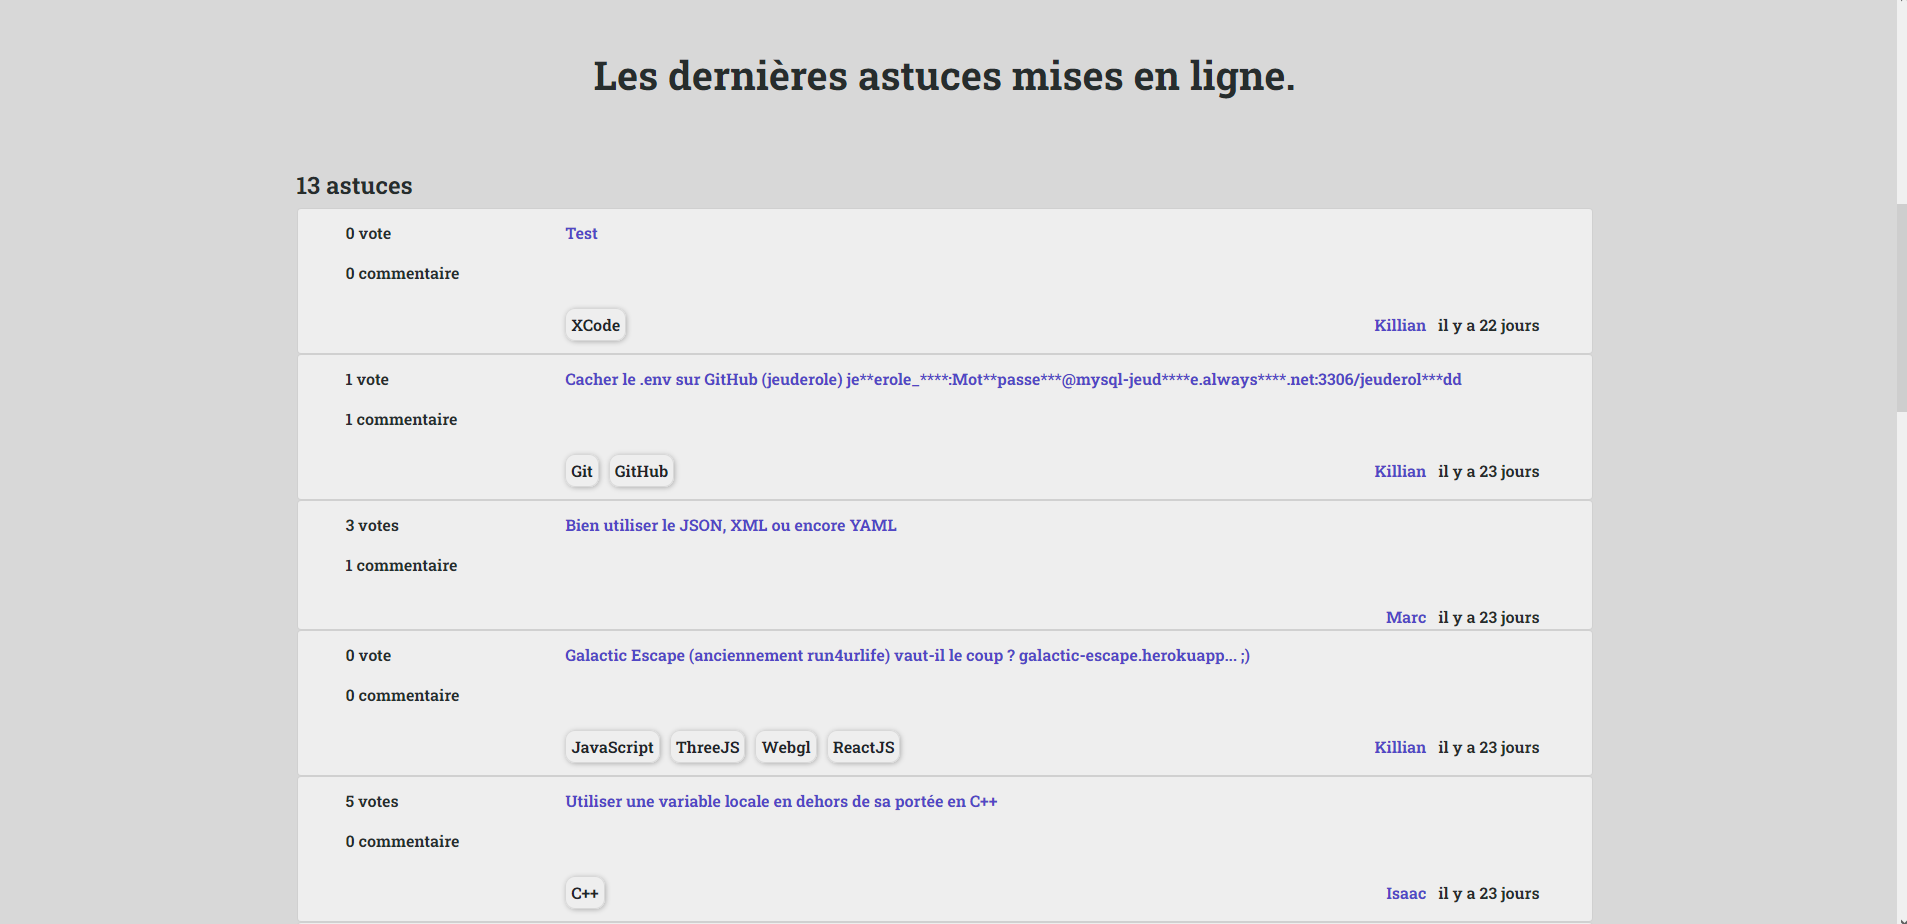 Les dernières astuces mises en ligne.
13 astuces
0 vote
Test
0 commentaire
XCode
Killian il y a 22 jours
1 vote
Cacher le .env sur GitHub (jeuderole) je**erole_****:Mot**passe***@mysql-jeud****e.always****.net:3306/jeuderol***dd
1 commentaire
Git GitHub
Killian il y a 23 jours
3 votes
Bien utiliser le JSON, XML ou encore YAML
1 commentaire
Marc il y a 23 jours
0 vote
Galactic Escape (anciennement run4urlife) vaut-il le coup ? galactic-escape.herokuapp... ;)
0 commentaire
JavaScript ThreeJS Webgl ReactJS
Killian il y a 23 jours
5 votes
Utiliser une variable locale en dehors de sa portée en C++
0 commentaire
C++
Isaac il y a 23 jours